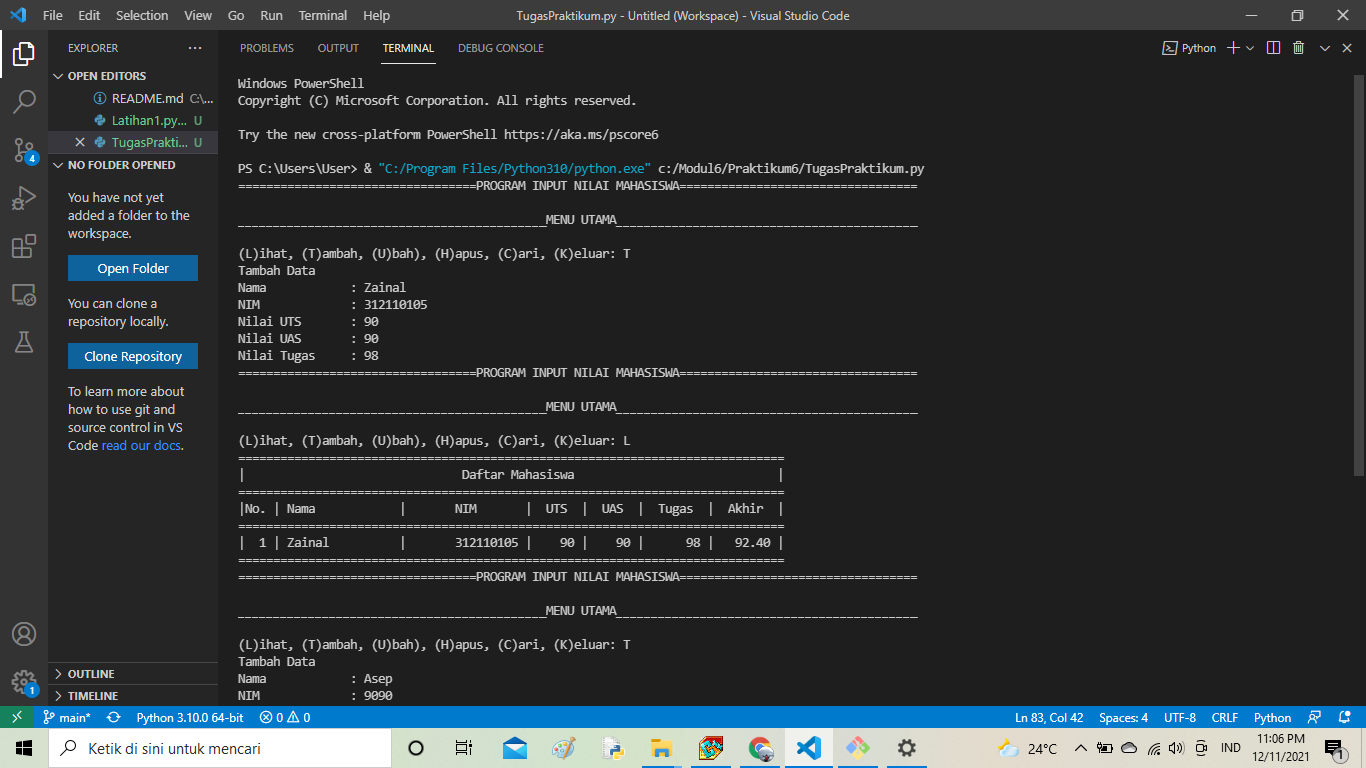 File Edit Selection View Go Run Terminal Help TugasPraktikum.py - Untitled (Workspace) - Visual Studio Code
EXPLORER ···
OPEN EDITORS
README.md C:\...
Latihan1.py... U
TugasPrakti... U
NO FOLDER OPENED
You have not yet
added a folder to the
workspace.
Open Folder
You can clone a
repository locally.
Clone Repository
To learn more about
how to use git and
source control in VS
Code read our docs.
OUTLINE
TIMELINE
4
1
PROBLEMS OUTPUT TERMINAL DEBUG CONSOLE
Python
Windows PowerShell
Copyright (C) Microsoft Corporation. All rights reserved.
Try the new cross-platform PowerShell https://aka.ms/pscore6
PS C:\Users\User> & "C:/Program Files/Python310/python.exe" c:/Modul6/Praktikum6/TugasPraktikum.py
==================================PROGRAM INPUT NILAI MAHASISWA==================================
____________________________________________MENU UTAMA___________________________________________
(L)ihat, (T)ambah, (U)bah), (H)apus, (C)ari, (K)eluar: T
Tambah Data
Nama            : Zainal
NIM             : 312110105
Nilai UTS       : 90
Nilai UAS       : 90
Nilai Tugas     : 98
==================================PROGRAM INPUT NILAI MAHASISWA==================================
____________________________________________MENU UTAMA___________________________________________
(L)ihat, (T)ambah, (U)bah), (H)apus, (C)ari, (K)eluar: L
==============================================================================
|                               Daftar Mahasiswa                             |
==============================================================================
|No. | Nama            |       NIM       |  UTS  |  UAS  |  Tugas  |  Akhir  |
==============================================================================
|  1 | Zainal          |       312110105 |    90 |    90 |      98 |   92.40 |
==============================================================================
==================================PROGRAM INPUT NILAI MAHASISWA==================================
____________________________________________MENU UTAMA___________________________________________
(L)ihat, (T)ambah, (U)bah), (H)apus, (C)ari, (K)eluar: T
Tambah Data
Nama            : Asep
NIM             : 9090
main* Python 3.10.0 64-bit 0 0 Ln 83, Col 42 Spaces: 4 UTF-8 CRLF Python
Ketik di sini untuk mencari
24°C
IND
11:06 PM
12/11/2021
1